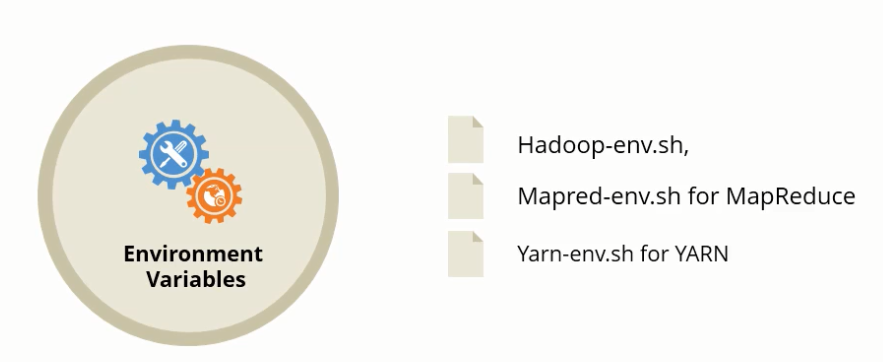 Environment
Variables
Hadoop-env.sh,
Mapred-env.sh for MapReduce
Yarn-env.sh for YARN